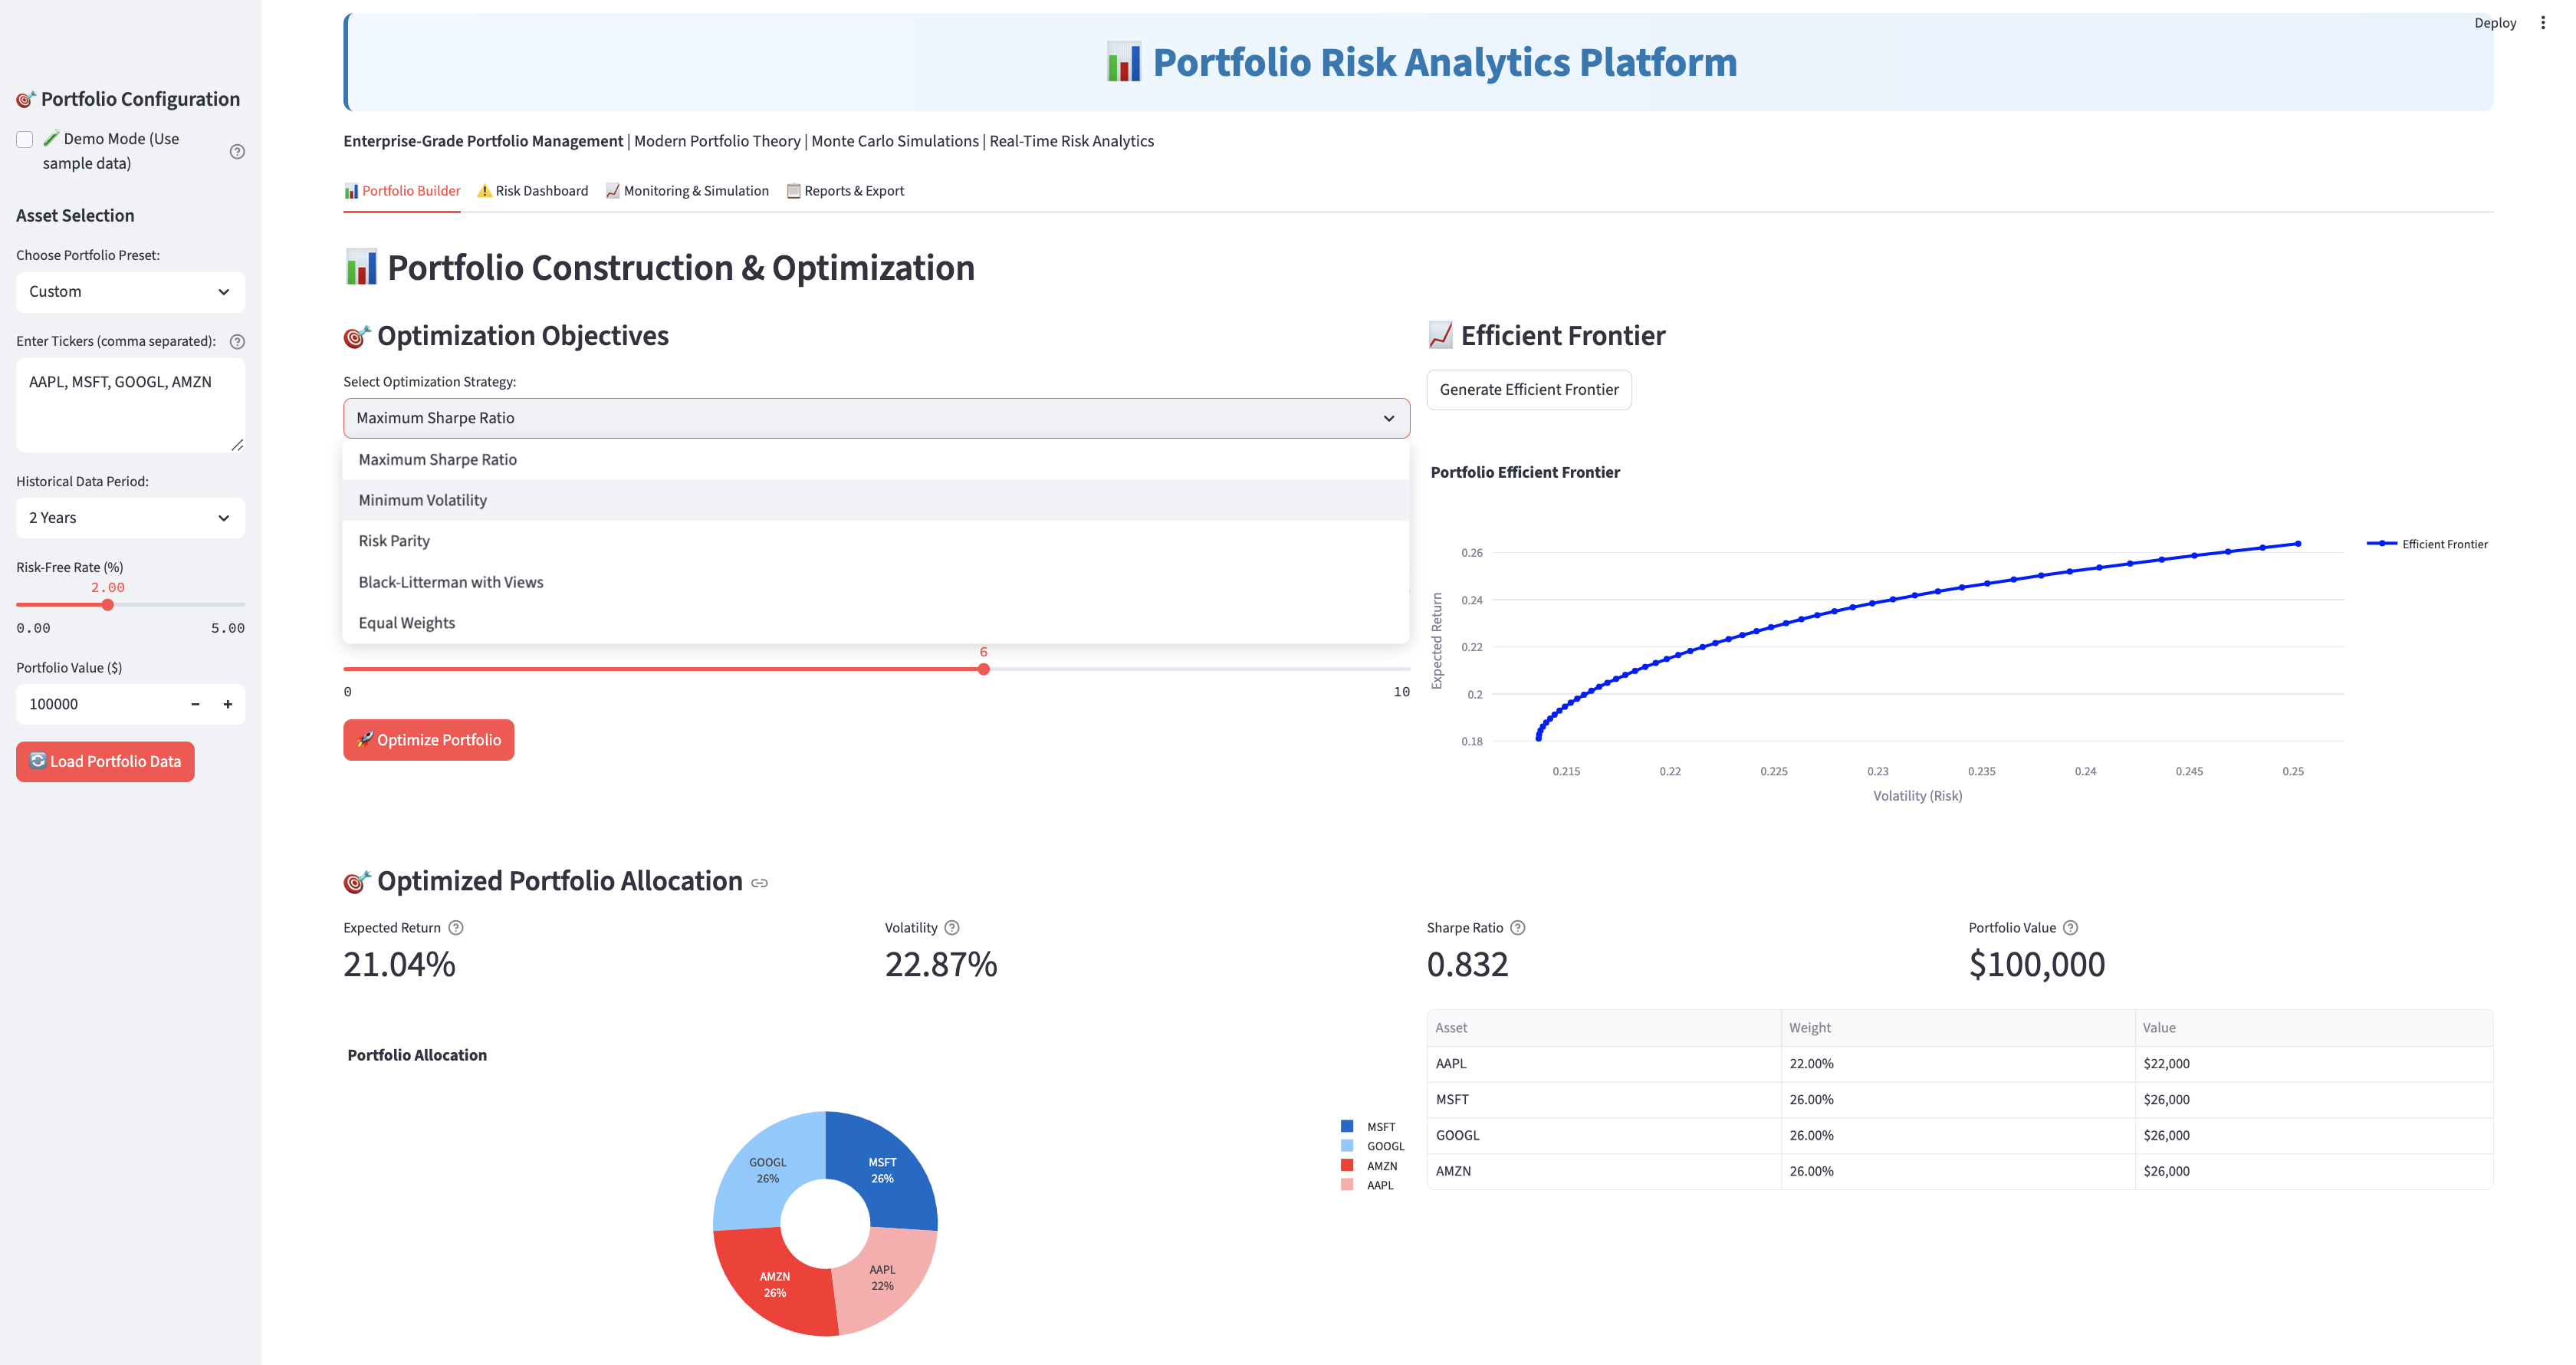 Deploy
📊 Portfolio Risk Analytics Platform
🎯 Portfolio Configuration
🧪 Demo Mode (Use
sample data)
Asset Selection
Choose Portfolio Preset:
Custom
Enter Tickers (comma separated):
AAPL, MSFT, GOOGL, AMZN
Historical Data Period:
2 Years
Risk-Free Rate (%)
2.00
0.00 5.00
Portfolio Value ($)
100000 − +
🔄 Load Portfolio Data
Enterprise-Grade Portfolio Management | Modern Portfolio Theory | Monte Carlo Simulations | Real-Time Risk Analytics
📊 Portfolio Builder ⚠️ Risk Dashboard 📈 Monitoring & Simulation 📋 Reports & Export
📊 Portfolio Construction & Optimization
🎯 Optimization Objectives
Select Optimization Strategy:
Maximum Sharpe Ratio
Maximum Sharpe Ratio
Minimum Volatility
Risk Parity
Black-Litterman with Views
Equal Weights
6
0 10
🚀 Optimize Portfolio
📈 Efficient Frontier
Generate Efficient Frontier
Portfolio Efficient Frontier
Efficient Frontier
Expected Return
0.26
0.24
0.22
0.2
0.18
0.215 0.22 0.225 0.23 0.235 0.24 0.245 0.25
Volatility (Risk)
🎯 Optimized Portfolio Allocation
Expected Return
21.04%
Volatility
22.87%
Sharpe Ratio
0.832
Portfolio Value
$100,000
Portfolio Allocation
GOOGL
26%
MSFT
26%
AMZN
26%
AAPL
22%
MSFT
GOOGL
AMZN
AAPL
Asset Weight Value
AAPL 22.00% $22,000
MSFT 26.00% $26,000
GOOGL 26.00% $26,000
AMZN 26.00% $26,000